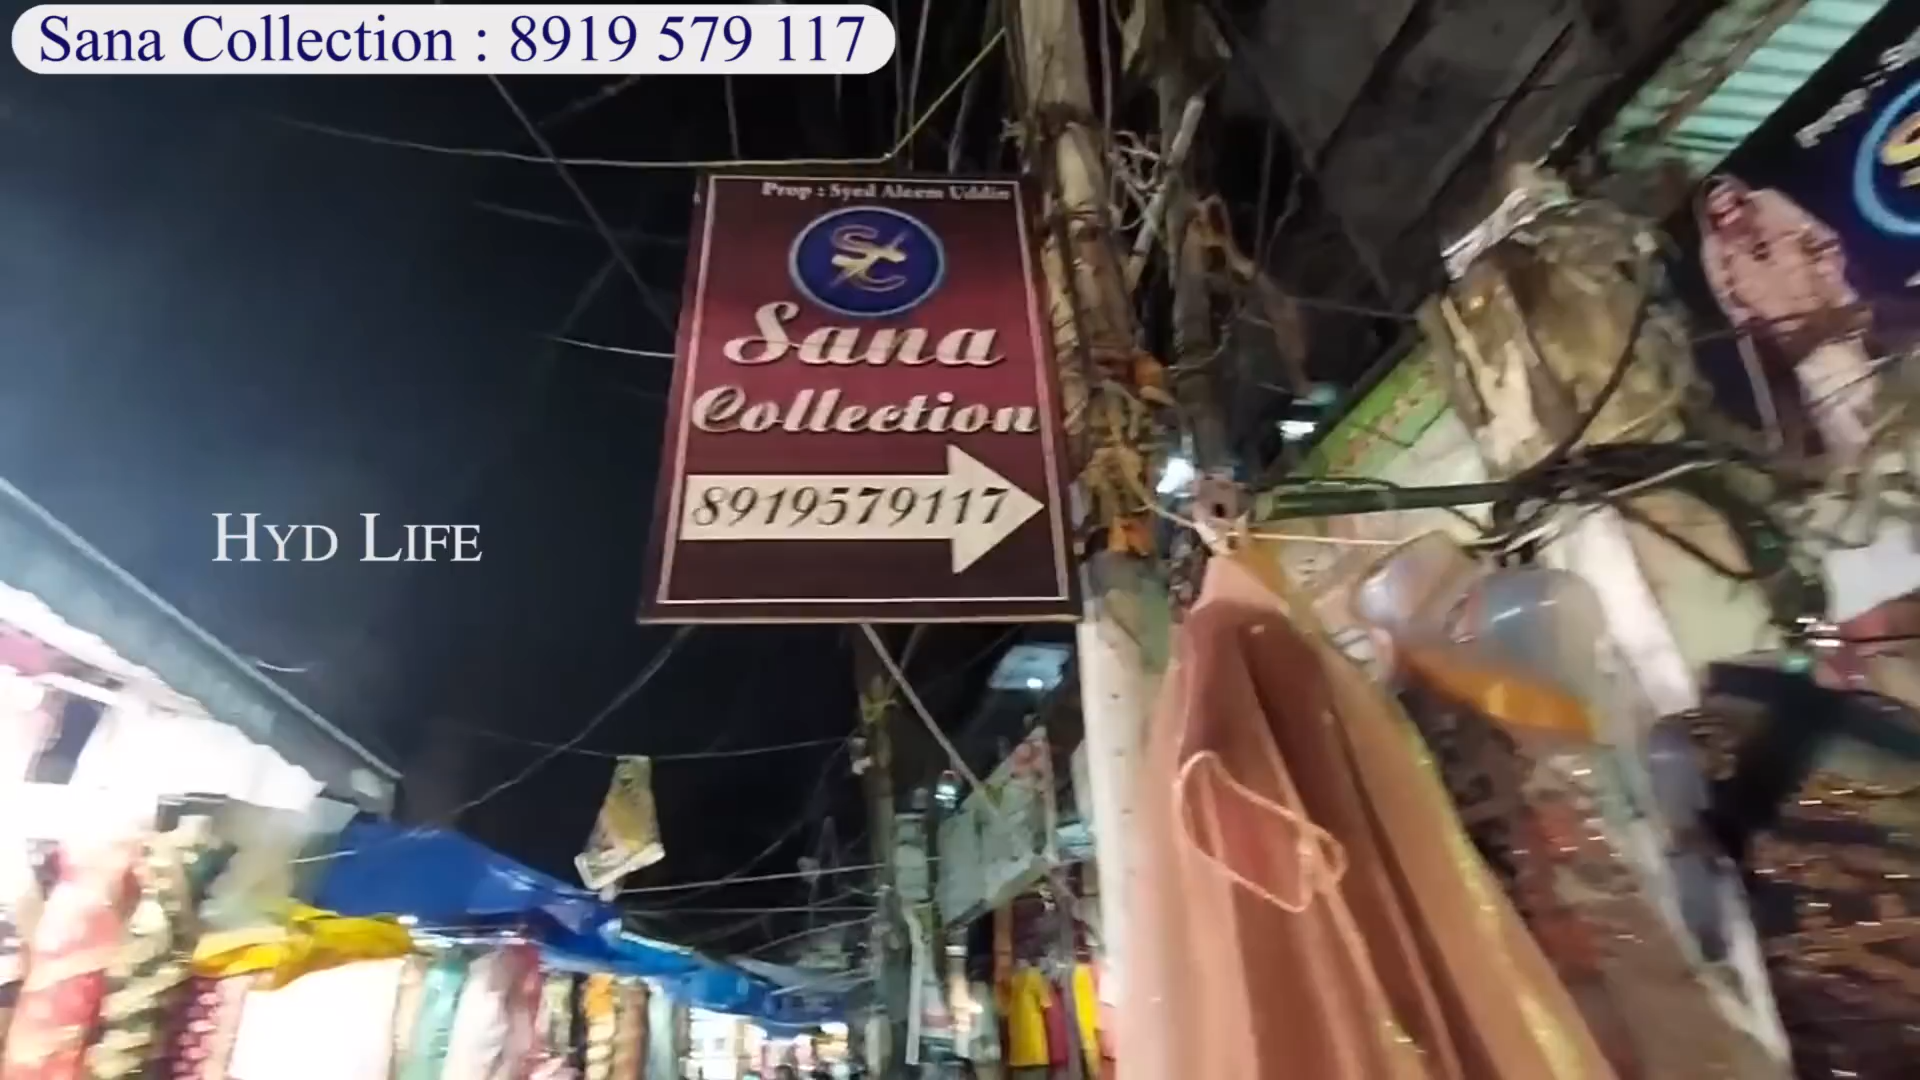 Sana Collection : 8919 579 117
Prop : Syed Aleem Uddin
SC
Sana
Collection
8919579117
HYD LIFE